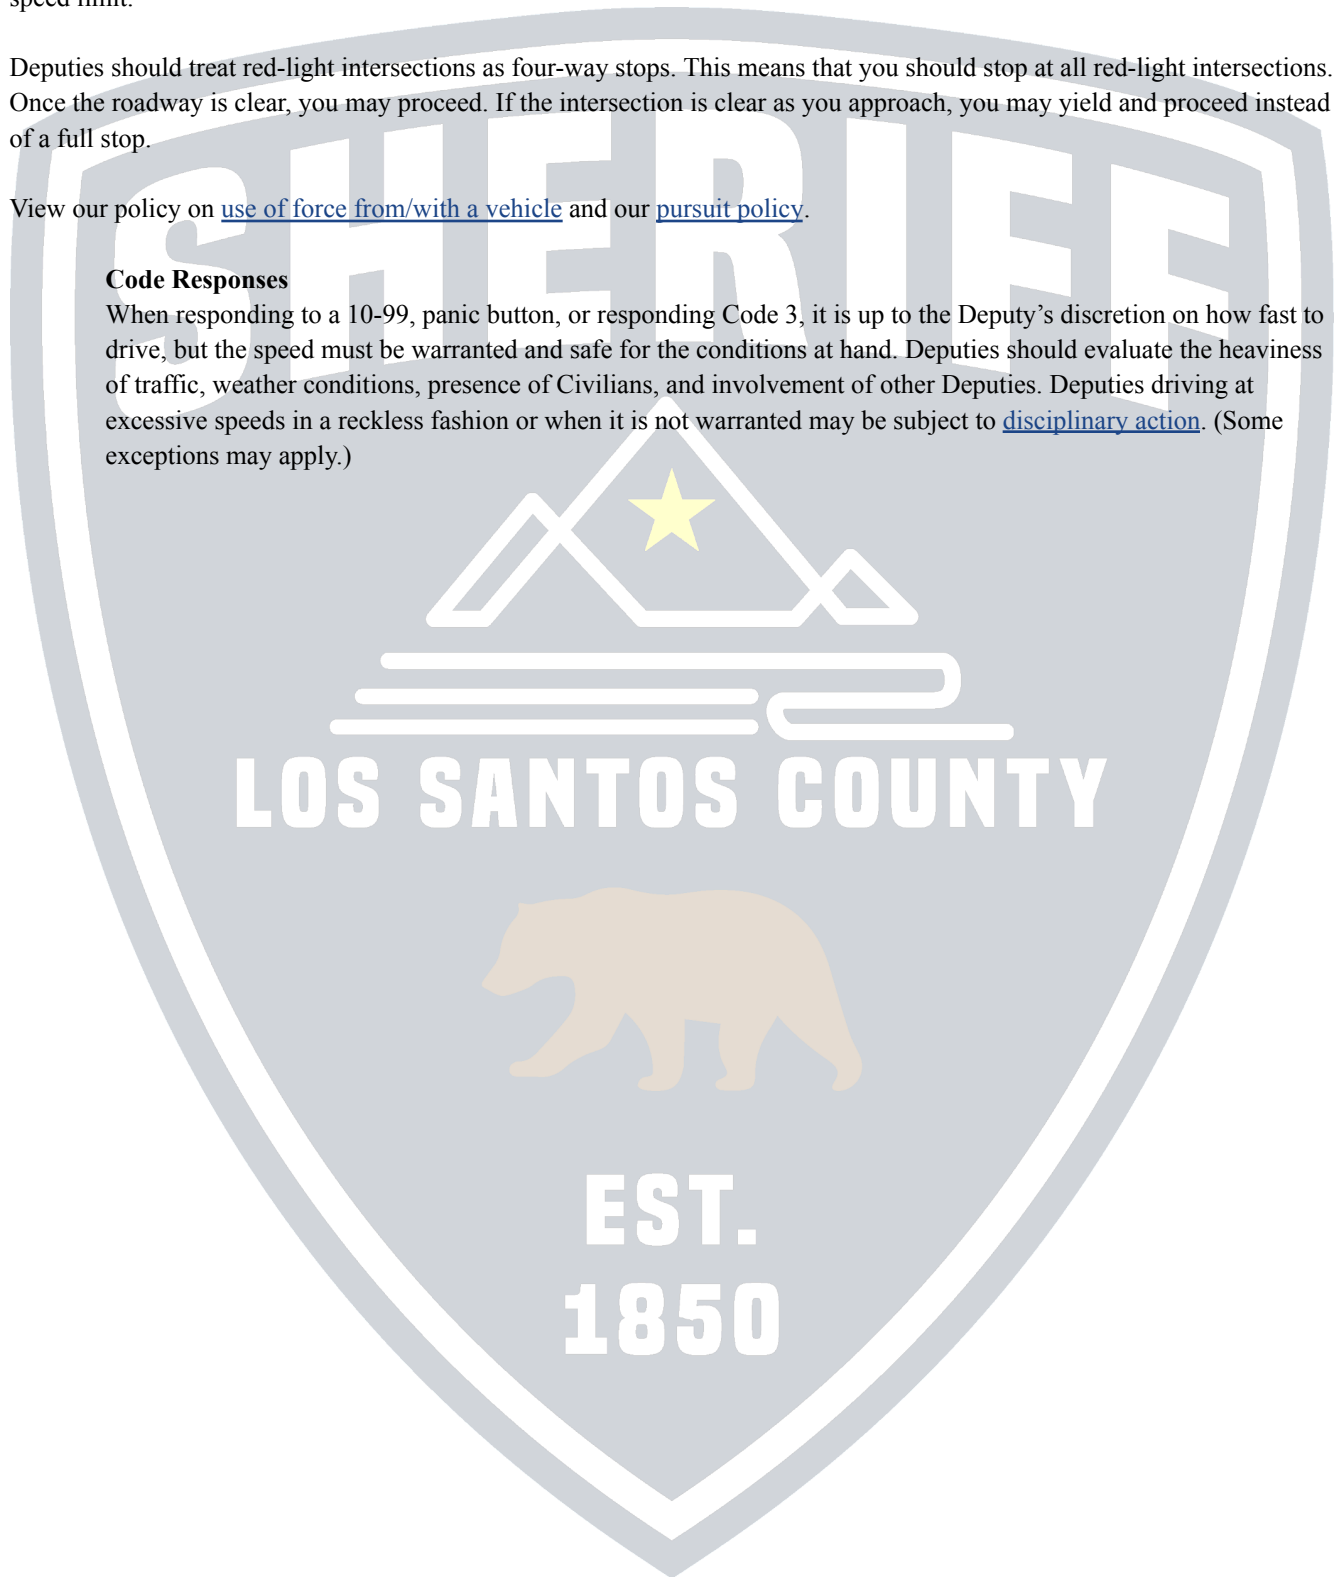 speed limit.
Deputies should treat red-light intersections as four-way stops. This means that you should stop at all red-light intersections.
Once the roadway is clear, you may proceed. If the intersection is clear as you approach, you may yield and proceed instead
of a full stop.
View our policy on use of force from/with a vehicle and our pursuit policy.
Code Responses
When responding to a 10-99, panic button, or responding Code 3, it is up to the Deputy’s discretion on how fast to
drive, but the speed must be warranted and safe for the conditions at hand. Deputies should evaluate the heaviness
of traffic, weather conditions, presence of Civilians, and involvement of other Deputies. Deputies driving at
excessive speeds in a reckless fashion or when it is not warranted may be subject to disciplinary action. (Some
exceptions may apply.)
SHERIFF
LOS SANTOS COUNTY
EST.
1850